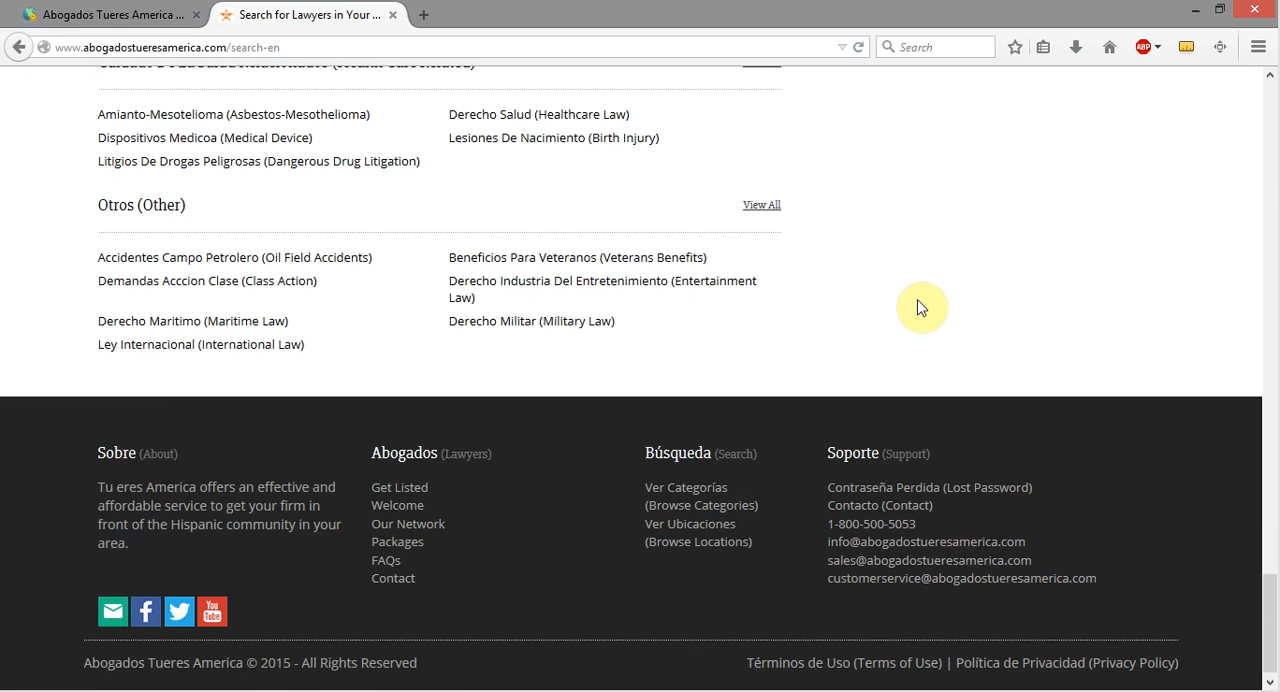 Abogados Tueres America ...
Search for Lawyers in Your ...
www.abogadostueresamerica.com/search-en
Search
ABP
Amianto-Mesotelioma (Asbestos-Mesothelioma)
Derecho Salud (Healthcare Law)
Dispositivos Medicoa (Medical Device)
Lesiones De Nacimiento (Birth Injury)
Litigios De Drogas Peligrosas (Dangerous Drug Litigation)
Otros (Other)
View All
Accidentes Campo Petrolero (Oil Field Accidents)
Beneficios Para Veteranos (Veterans Benefits)
Demandas Acccion Clase (Class Action)
Derecho Industria Del Entretenimiento (Entertainment
Law)
Derecho Maritimo (Maritime Law)
Derecho Militar (Military Law)
Ley Internacional (International Law)
Sobre (About)
Tu eres America offers an effective and
affordable service to get your firm in
front of the Hispanic community in your
area.
Abogados (Lawyers)
Get Listed
Welcome
Our Network
Packages
FAQs
Contact
Búsqueda (Search)
Ver Categorías
(Browse Categories)
Ver Ubicaciones
(Browse Locations)
Soporte (Support)
Contraseña Perdida (Lost Password)
Contacto (Contact)
1-800-500-5053
info@abogadostueresamerica.com
sales@abogadostueresamerica.com
customerservice@abogadostueresamerica.com
You
Tube
Abogados Tueres America © 2015 - All Rights Reserved
Términos de Uso (Terms of Use) | Política de Privacidad (Privacy Policy)